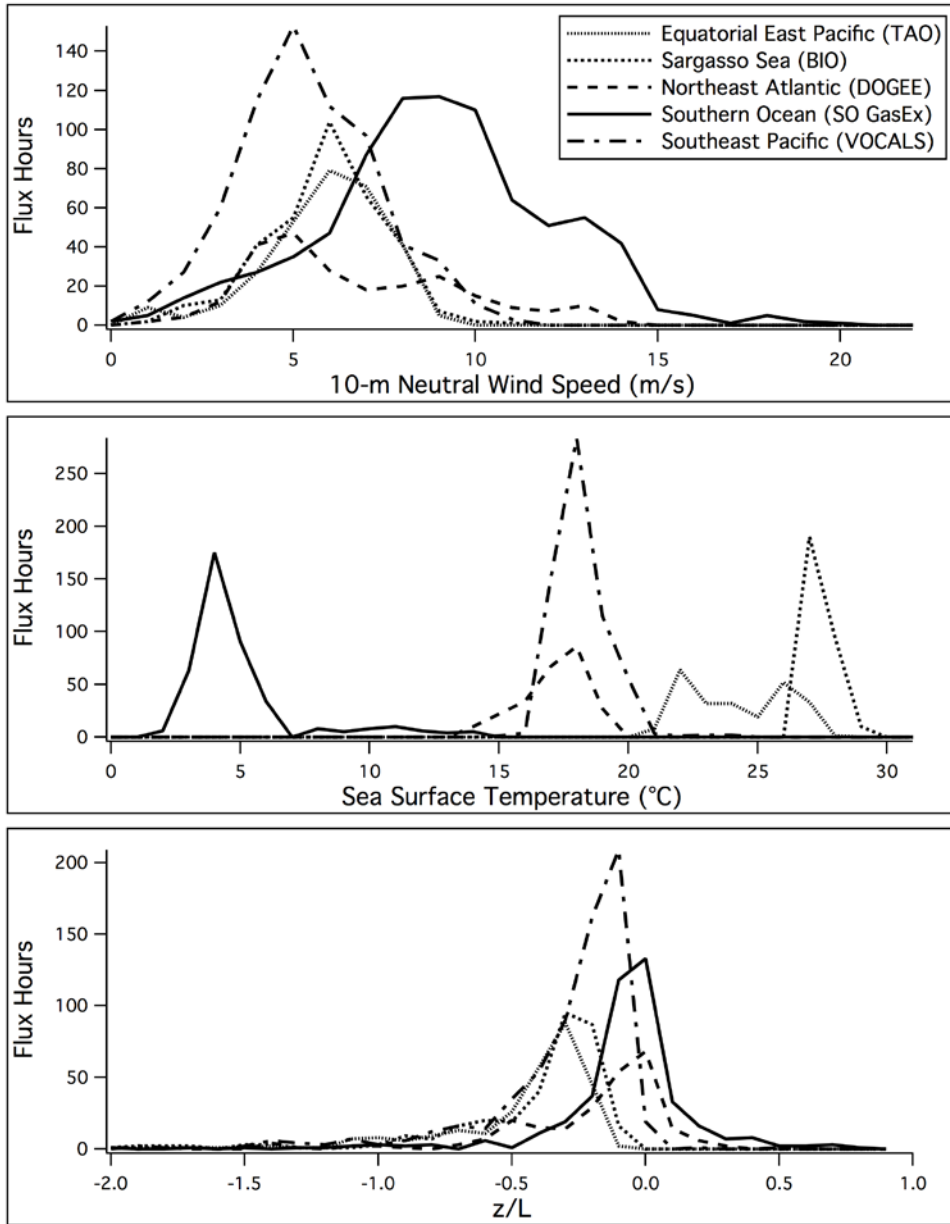 140
120
100
80
60
40
20
0
Flux Hours
Equatorial East Pacific (TAO)
Sargasso Sea (BIO)
Northeast Atlantic (DOGEE)
Southern Ocean (SO GasEx)
Southeast Pacific (VOCALS)
0 5 10 15 20
10-m Neutral Wind Speed (m/s)
250
200
150
100
50
0
Flux Hours
0 5 10 15 20 25 30
Sea Surface Temperature (°C)
200
150
100
50
0
Flux Hours
-2.0 -1.5 -1.0 -0.5 0.0 0.5 1.0
z/L